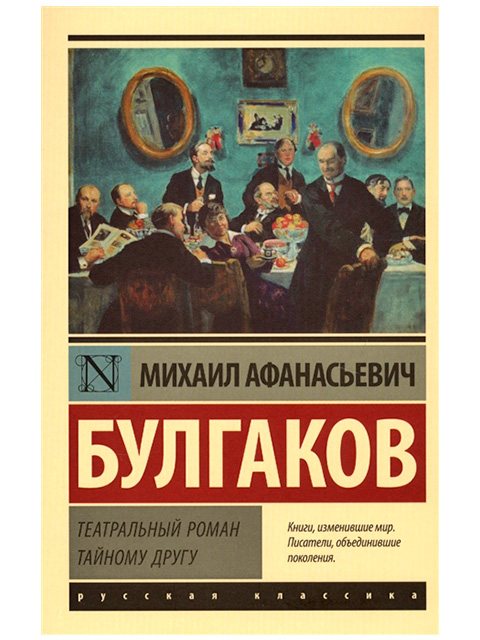 N
МИХАИЛ АФАНАСЬЕВИЧ
БУЛГАКОВ
ТЕАТРАЛЬНЫЙ РОМАН
ТАЙНОМУ ДРУГУ
Книги, изменившие мир.
Писатели, объединившие
поколения.
русская классика